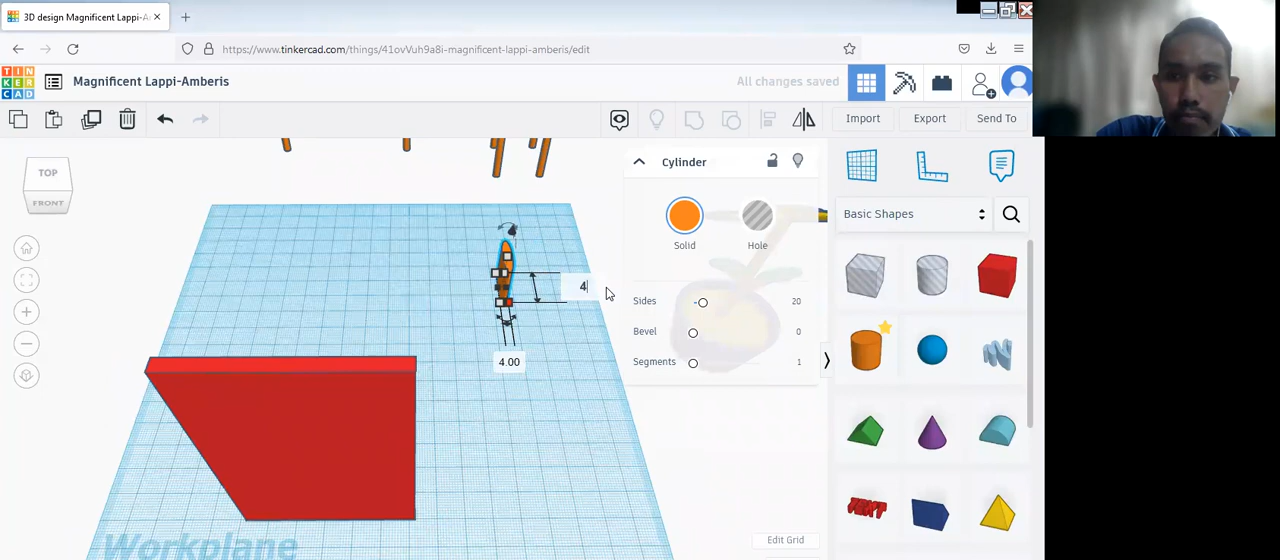 3D design Magnificent Lappi-A
https://www.tinkercad.com/things/41ovVuh9a8i-magnificent-lappi-amberis/edit
TIN
KER
CAD
Magnificent Lappi-Amberis
All changes saved
Import
Export
Send To
TOP
FRONT
Cylinder
Solid
Hole
Sides
20
Bevel
0
Segments
1
4
4.00
Basic Shapes
TEXT
Workplane
Edit Grid